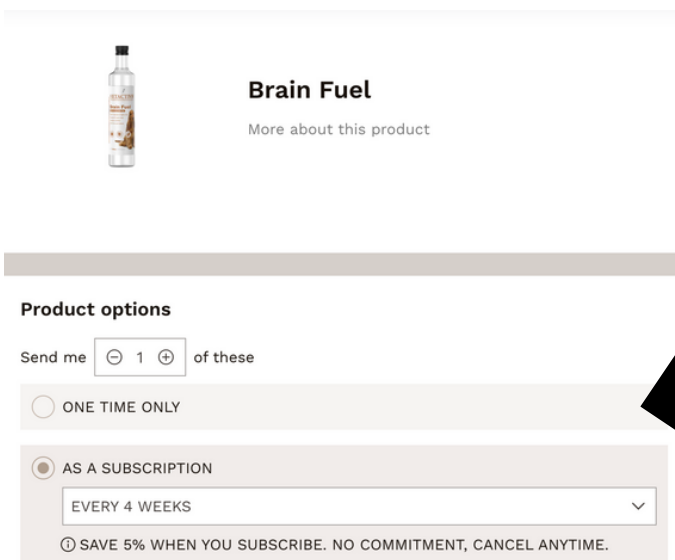 Brain Fuel
More about this product
Product options
Send me 1 of these
ONE TIME ONLY
AS A SUBSCRIPTION
EVERY 4 WEEKS
SAVE 5% WHEN YOU SUBSCRIBE. NO COMMITMENT, CANCEL ANYTIME.